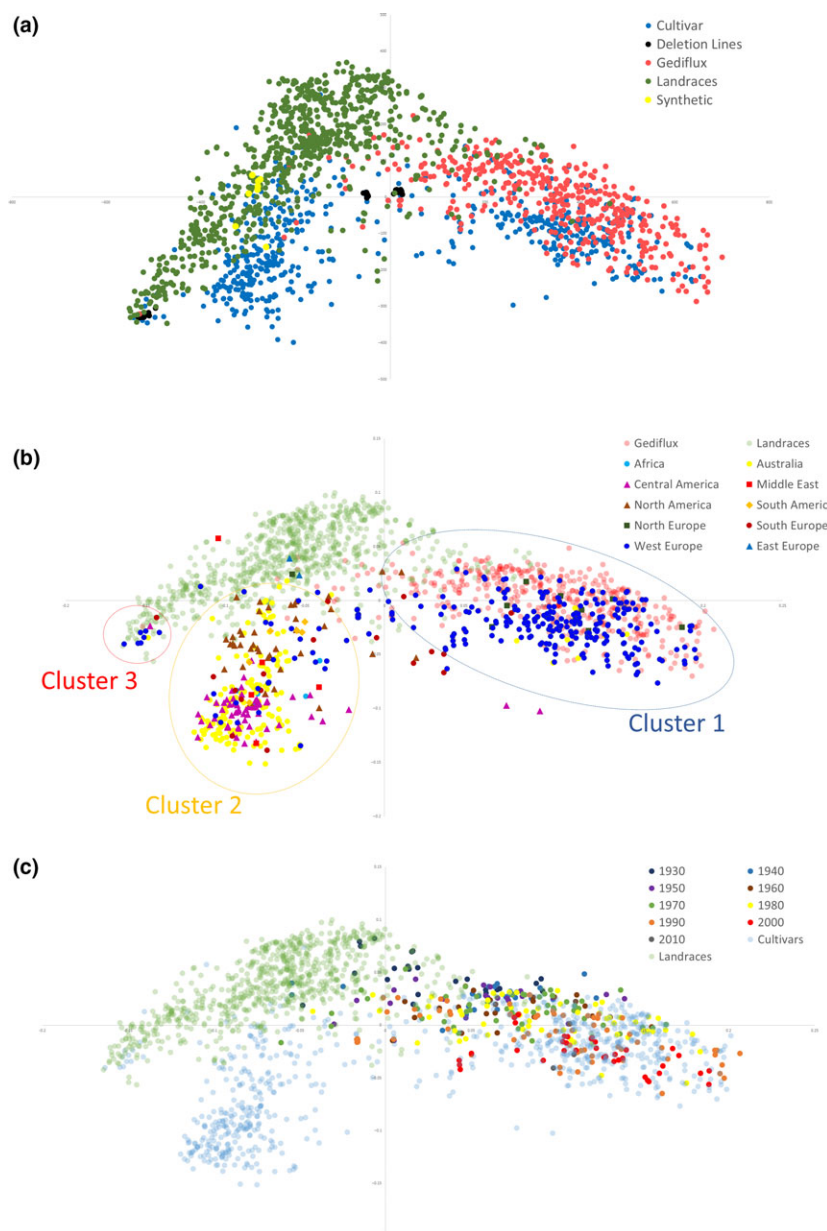 (a)
Cultivar
Deletion Lines
Gediflux
Landraces
Synthetic
(b)
Gediflux Landraces
Africa Australia
Central America Middle East
North America South Americ
North Europe South Europe
West Europe East Europe
Cluster 3
Cluster 1
Cluster 2
(c)
1930 1940
1950 1960
1970 1980
1990 2000
2010 Cultivars
Landraces